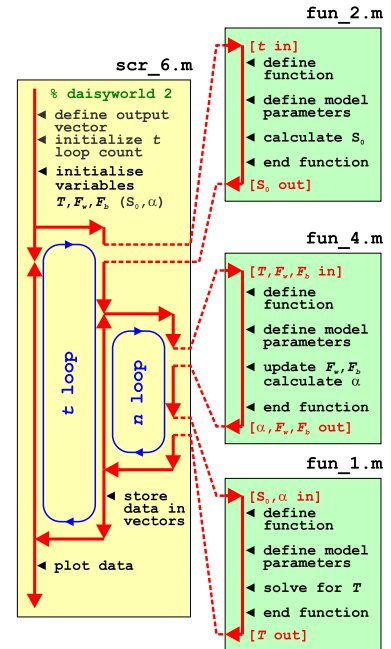 scr_6.m
% daisyworld 2
define output
vector
initialize t
loop count
initialise
variables
T,Fw,Fb (S0,α)
t loop
n loop
store
data in
vectors
plot data
fun_2.m
[t in]
define
function
define model
parameters
calculate S0
end function
[S0 out]
fun_4.m
[T,Fw,Fb in]
define
function
define model
parameters
update Fw,Fb
calculate α
end function
[α,Fw,Fb out]
fun_1.m
[S0,α in]
define
function
define model
parameters
solve for T
end function
[T out]